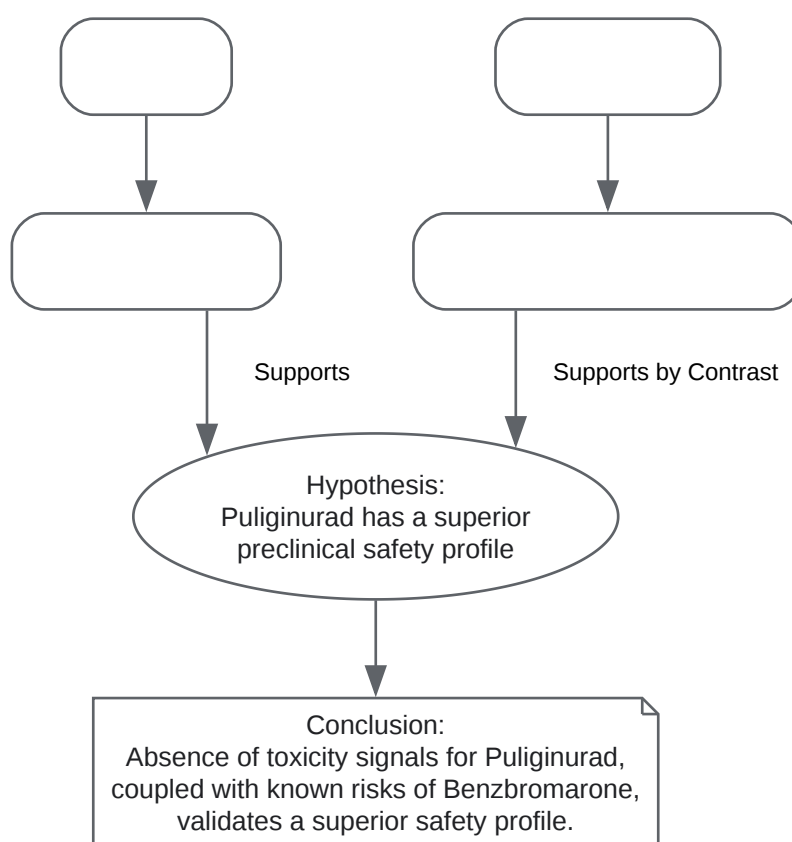 Supports
Supports by Contrast
Hypothesis:
Puliginurad has a superior
preclinical safety profile
Conclusion:
Absence of toxicity signals for Puliginurad,
coupled with known risks of Benzbromarone,
validates a superior safety profile.